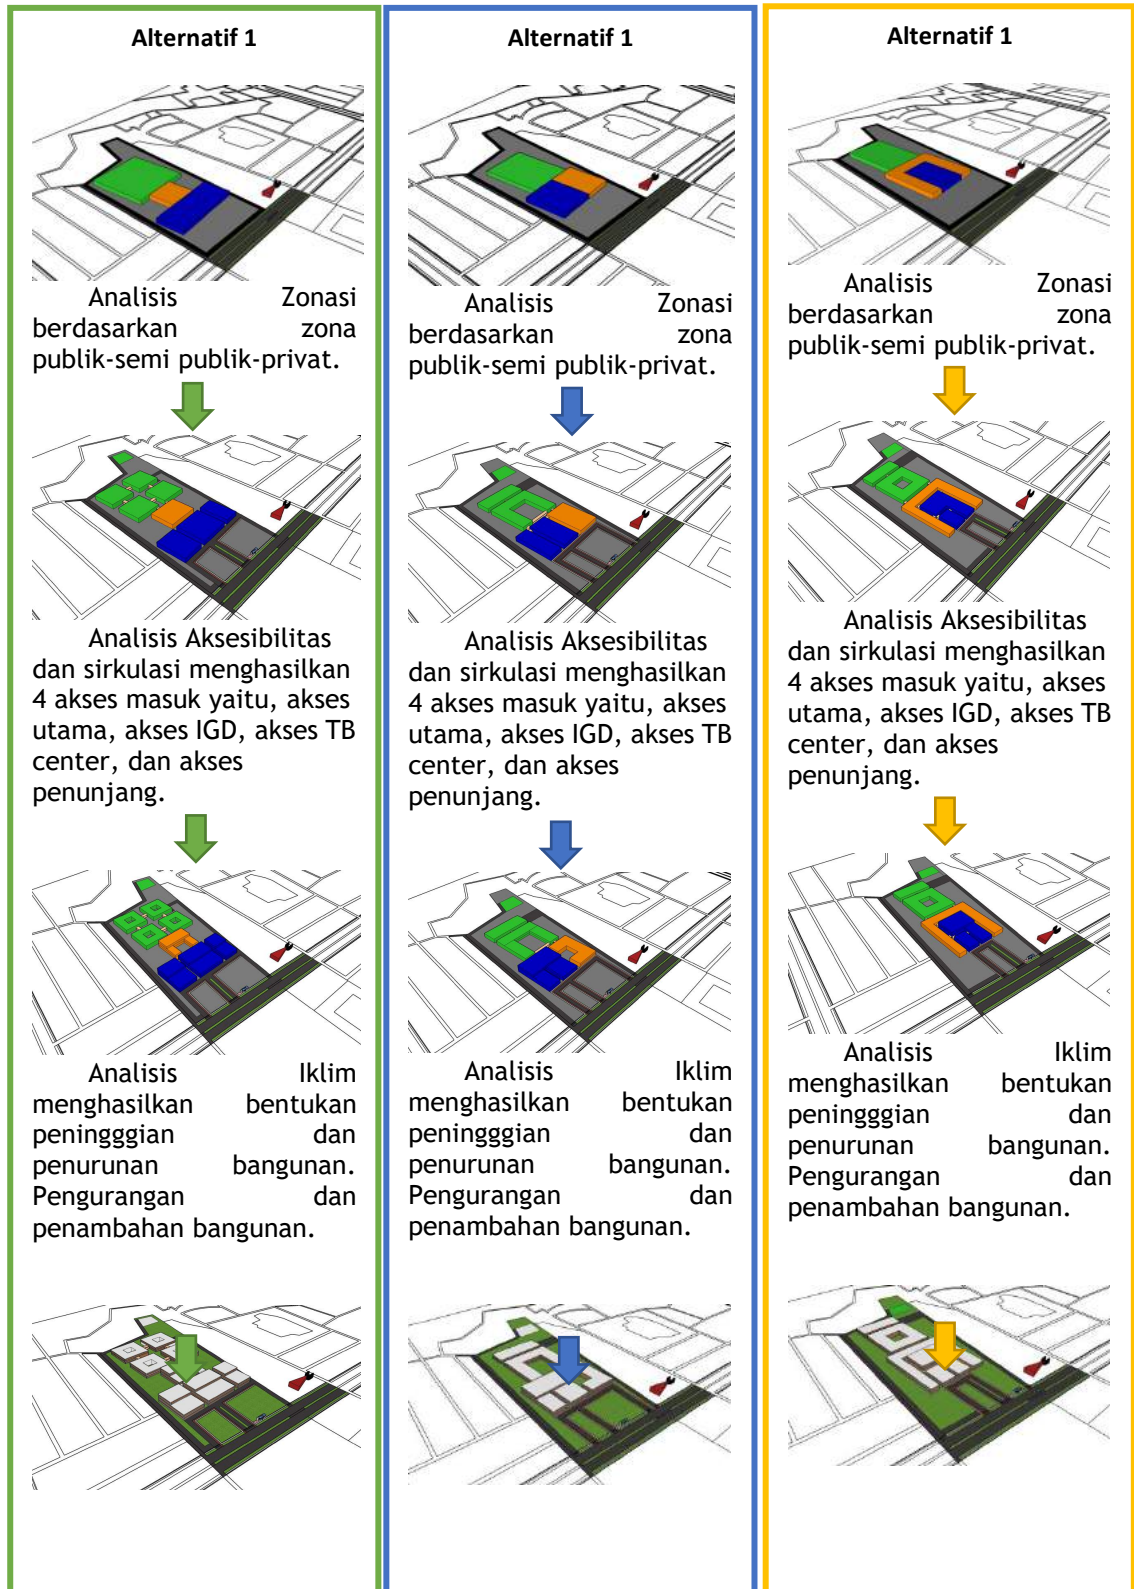 Alternatif 1
Analisis Zonasi
berdasarkan zona
publik-semi publik-privat.
Analisis Aksesibilitas
dan sirkulasi menghasilkan
4 akses masuk yaitu, akses
utama, akses IGD, akses TB
center, dan akses
penunjang.
Analisis Iklim
menghasilkan bentukan
peningggian dan
penurunan bangunan.
Pengurangan dan
penambahan bangunan.
Alternatif 1
Analisis Zonasi
berdasarkan zona
publik-semi publik-privat.
Analisis Aksesibilitas
dan sirkulasi menghasilkan
4 akses masuk yaitu, akses
utama, akses IGD, akses TB
center, dan akses
penunjang.
Analisis Iklim
menghasilkan bentukan
peningggian dan
penurunan bangunan.
Pengurangan dan
penambahan bangunan.
Alternatif 1
Analisis Zonasi
berdasarkan zona
publik-semi publik-privat.
Analisis Aksesibilitas
dan sirkulasi menghasilkan
4 akses masuk yaitu, akses
utama, akses IGD, akses TB
center, dan akses
penunjang.
Analisis Iklim
menghasilkan bentukan
peningggian dan
penurunan bangunan.
Pengurangan dan
penambahan bangunan.